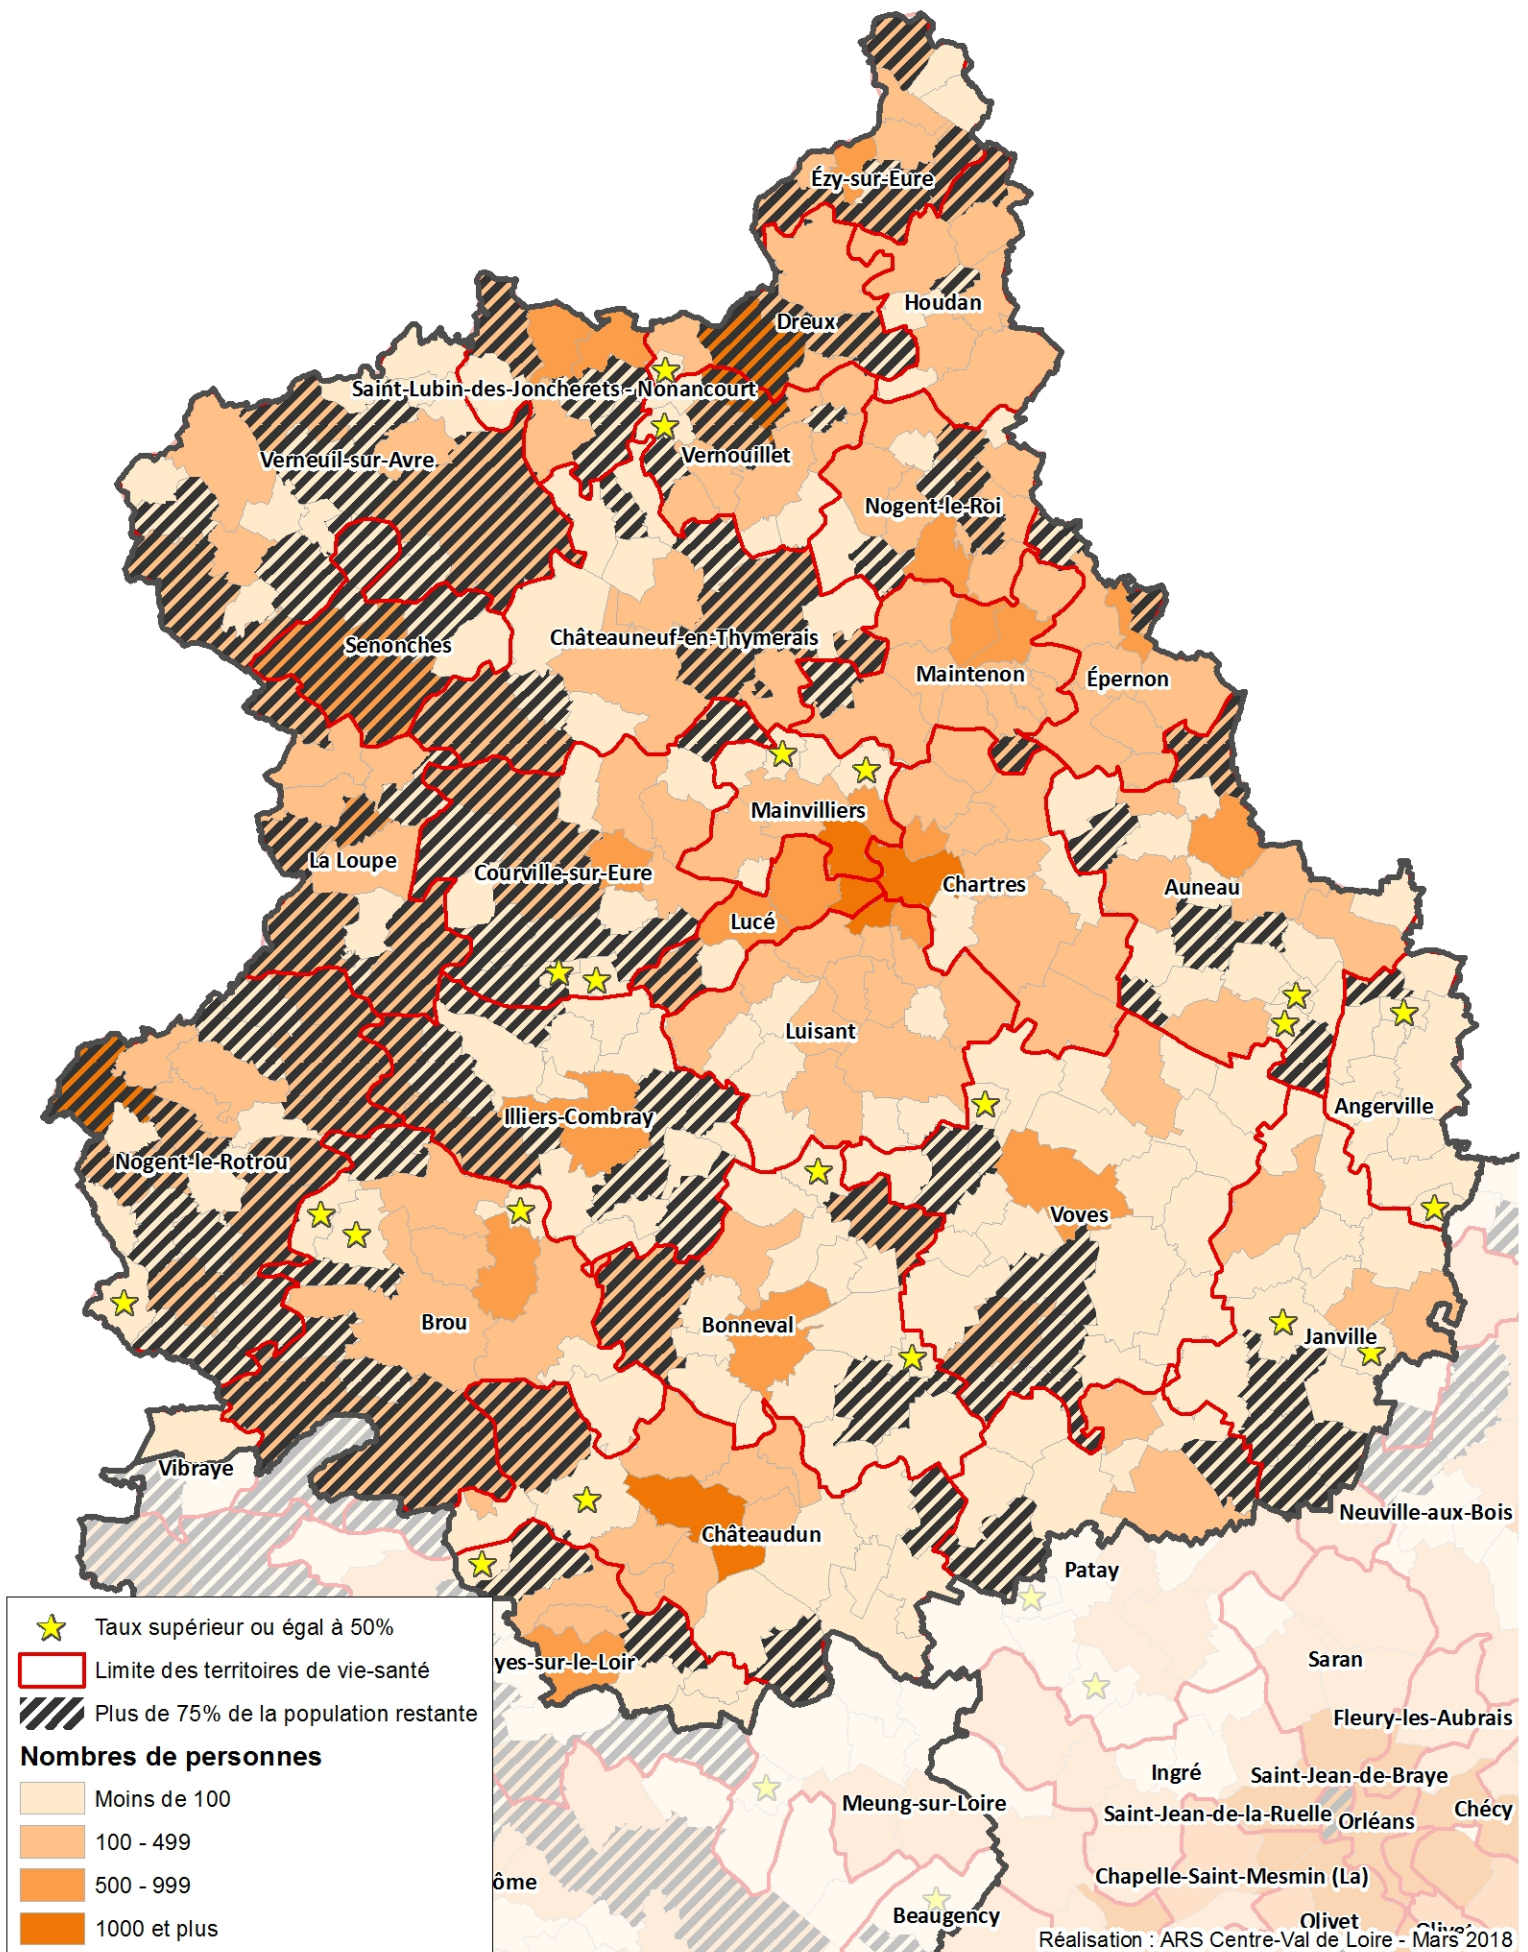 Ézy-sur-Eure
Houdan
Dreux
Saint-Lubin-des-Joncherets - Nonancourt
Verneuil-sur-Avre
Vernouillet
Nogent-le-Roi
Châteauneuf-en-Thymerais
Senonches
Maintenon
Épernon
Mainvilliers
La Loupe
Courville-sur-Eure
Chartres
Auneau
Lucé
Luisant
Angerville
Illiers-Combray
Nogent-le-Rotrou
Voves
Brou
Bonneval
Janville
Vibraye
Neuville-aux-Bois
Châteaudun
Patay
yes-sur-le-Loir
Saran
Fleury-les-Aubrais
Ingré
Saint-Jean-de-Braye
Meung-sur-Loire
Saint-Jean-de-la-Ruelle
Orléans
Chécy
Chapelle-Saint-Mesmin (La)
ôme
Beaugency
Olivet
Taux supérieur ou égal à 50%
Limite des territoires de vie-santé
Plus de 75% de la population restante
Nombres de personnes
Moins de 100
100 - 499
500 - 999
1000 et plus
Réalisation : ARS Centre-Val de Loire - Mars 2018